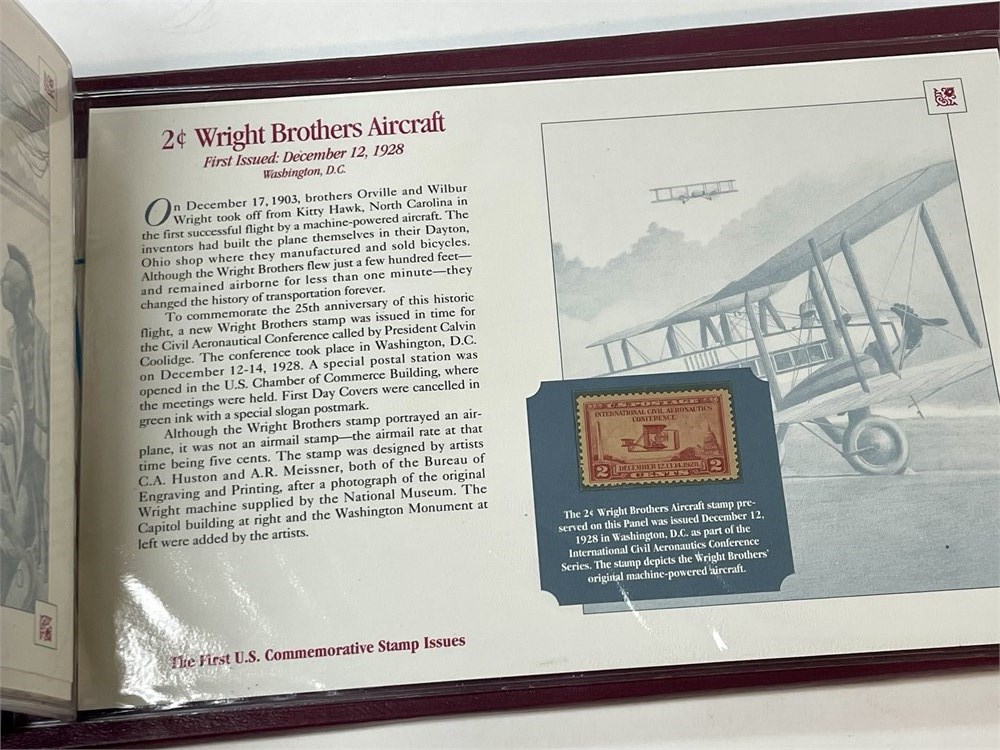 2¢ Wright Brothers Aircraft
First Issued: December 12, 1928
Washington, D.C.
On December 17, 1903, brothers Orville and Wilbur
Wright took off from Kitty Hawk, North Carolina in
the first successful flight by a machine-powered aircraft. The
inventors had built the plane themselves in their Dayton,
Ohio shop where they manufactured and sold bicycles.
Although the Wright Brothers flew just a few hundred feet—
and remained airborne for less than one minute—they
changed the history of transportation forever.
To commemorate the 25th anniversary of this historic
flight, a new Wright Brothers stamp was issued in time for
the Civil Aeronautical Conference called by President Calvin
Coolidge. The conference took place in Washington, D.C.
on December 12-14, 1928. A special postal station was
opened in the U.S. Chamber of Commerce Building, where
the meetings were held. First Day Covers were cancelled in
green ink with a special slogan postmark.
Although the Wright Brothers stamp portrayed an air-
plane, it was not an airmail stamp—the airmail rate at that
time being five cents. The stamp was designed by artists
C.A. Huston and A.R. Meissner, both of the Bureau of
Engraving and Printing, after a photograph of the original
Wright machine supplied by the National Museum. The
Capitol building at right and the Washington Monument at
left were added by the artists.
The First U.S. Commemorative Stamp Issues
U.S. POSTAGE
INTERNATIONAL CIVIL AERONAUTICS
CONFERENCE
DECEMBER 12.13.14.1928.
2 CENTS 2
The 2¢ Wright Brothers Aircraft stamp pre-
served on this Panel was issued December 12,
1928 in Washington, D.C. as part of the
International Civil Aeronautics Conference
Series. The stamp depicts the Wright Brothers'
original machine-powered aircraft.